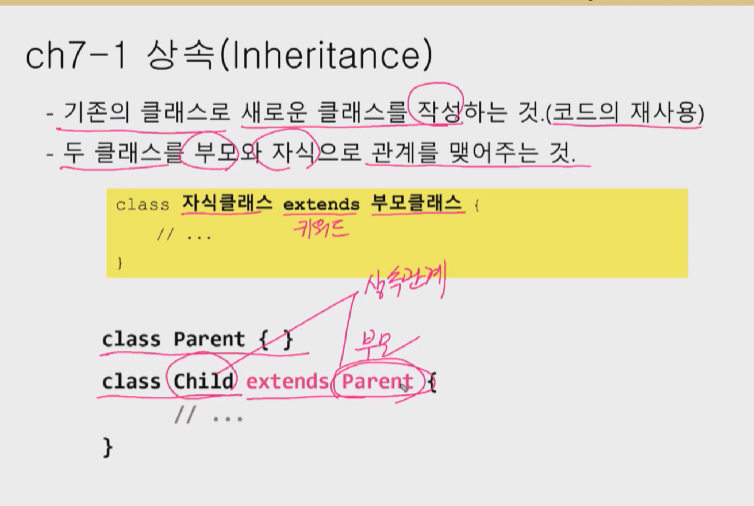 ch7-1 상속(Inheritance)
- 기존의 클래스로 새로운 클래스를 작성하는 것.(코드의 재사용)
- 두 클래스를 부모와 자식으로 관계를 맺어주는 것.
class 자식클래스 extends 부모클래스 {
키워드
// ...
}
상속관계
class Parent { }
부모
class Child extends Parent {
// ...
}